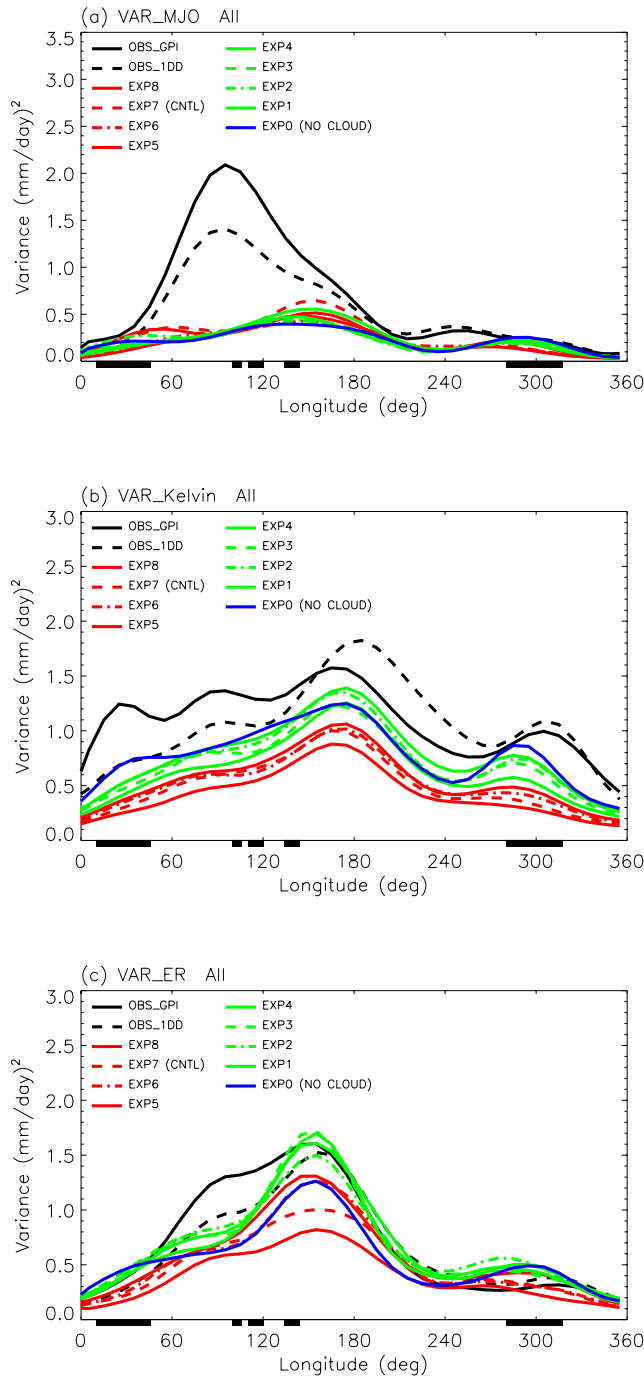 (a) VAR_MJO All
3.5
3.0
2.5
2.0
1.5
1.0
0.5
0.0
Variance (mm/day)²
OBS_GPI
OBS_1DD
EXP8
EXP7 (CNTL)
EXP6
EXP5
EXP4
EXP3
EXP2
EXP1
EXP0 (NO CLOUD)
0 60 120 180 240 300 360
Longitude (deg)
(b) VAR_Kelvin All
3.0
2.5
2.0
1.5
1.0
0.5
0.0
Variance (mm/day)²
OBS_GPI
OBS_1DD
EXP8
EXP7 (CNTL)
EXP6
EXP5
EXP4
EXP3
EXP2
EXP1
EXP0 (NO CLOUD)
0 60 120 180 240 300 360
Longitude (deg)
(c) VAR_ER All
3.0
2.5
2.0
1.5
1.0
0.5
0.0
Variance (mm/day)²
OBS_GPI
OBS_1DD
EXP8
EXP7 (CNTL)
EXP6
EXP5
EXP4
EXP3
EXP2
EXP1
EXP0 (NO CLOUD)
0 60 120 180 240 300 360
Longitude (deg)